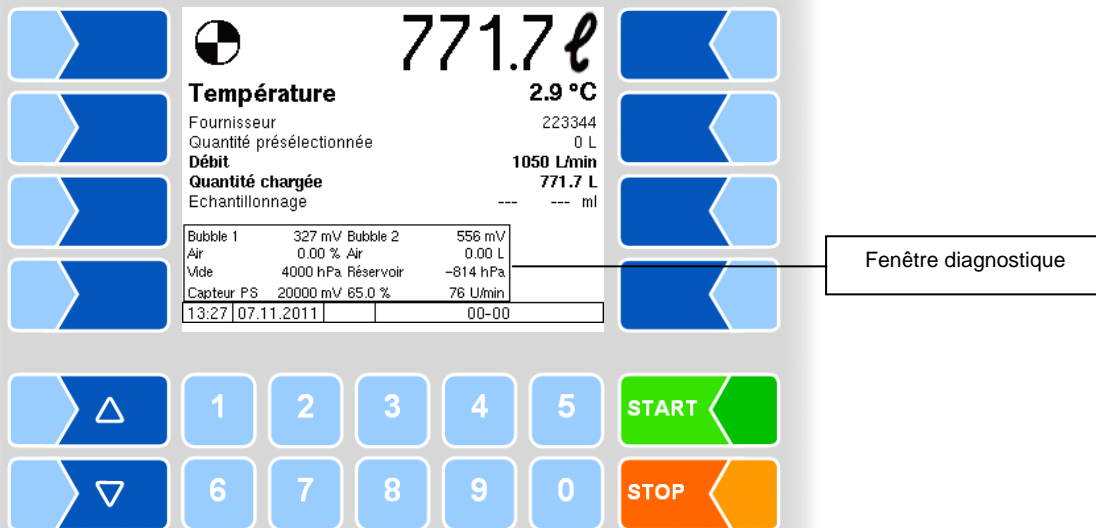 771.7 ℓ
Température 2.9 °C
Fournisseur 223344
Quantité présélectionnée 0 L
Débit 1050 L/min
Quantité chargée 771.7 L
Echantillonnage --- --- ml
Bubble 1 327 mV Bubble 2 556 mV
Air 0.00 % Air 0.00 L
Vide 4000 hPa Réservoir -814 hPa
Capteur PS 20000 mV 65.0 % 76 U/min
13:27 07.11.2011 00-00
Fenêtre diagnostique
1 2 3 4 5 START
6 7 8 9 0 STOP